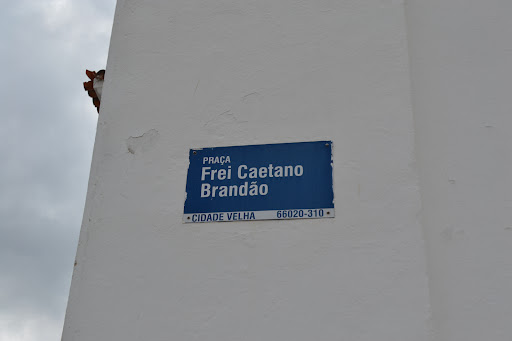 PRAÇA
Frei Caetano
Brandão
• CIDADE VELHA 66020-310 •